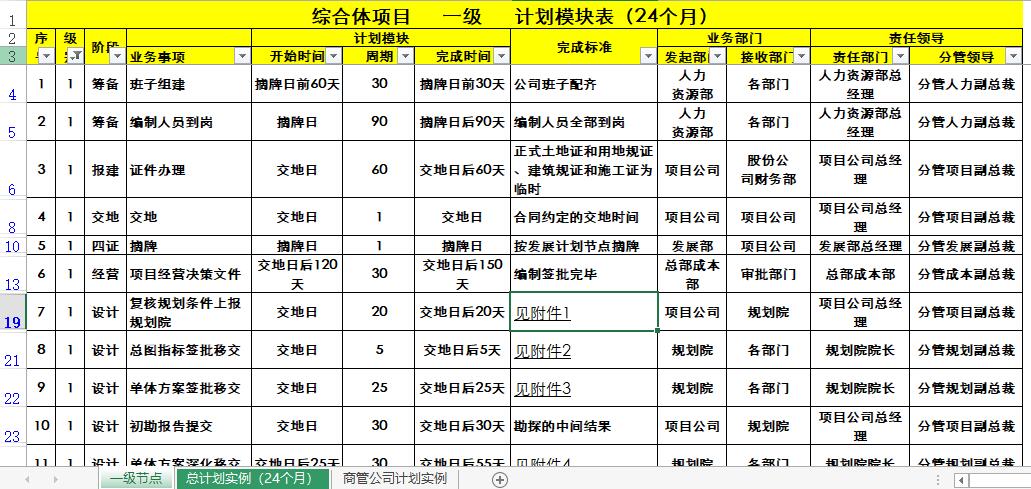 综合体项目 一级 计划模块表（24个月）
序 级 阶段 业务事项 计划模块 完成标准 业务部门 责任领导
开始时间 周期 完成时间 发起部门 接收部门 责任部门 分管领导
1 1 筹备 班子组建 摘牌日前60天 30 摘牌日前30天 公司班子配齐 人力资源部 各部门 人力资源部总经理 分管人力副总裁
2 1 筹备 编制人员到岗 摘牌日 90 摘牌日后90天 编制人员全部到岗 人力资源部 各部门 人力资源部总经理 分管人力副总裁
3 1 报建 证件办理 交地日 60 交地日后60天 正式土地证和用地规证、建筑规证和施工证为临时 项目公司 股份公司财务部 项目公司总经理 分管项目副总裁
4 1 交地 交地 交地日 1 交地日 合同约定的交地时间 项目公司 项目公司 项目公司总经理 分管项目副总裁
5 1 四证 摘牌 摘牌日 1 摘牌日 按发展计划节点摘牌 发展部 项目公司 发展部总经理 分管发展副总裁
6 1 经营 项目经营决策文件 交地日后120天 30 交地日后150天 编制签批完毕 总部成本部 审批部门 总部成本部 分管成本副总裁
7 1 设计 复核规划条件上报规划院 交地日 20 交地日后20天 见附件1 项目公司 规划院 项目公司总经理 分管项目副总裁
8 1 设计 总图指标签批移交 交地日 5 交地日后5天 见附件2 规划院 各部门 规划院院长 分管规划副总裁
9 1 设计 单体方案签批移交 交地日 25 交地日后25天 见附件3 规划院 各部门 规划院院长 分管规划副总裁
10 1 设计 初勘报告提交 交地日 30 交地日后30天 勘探的中间结果 项目公司 规划院 项目公司总经理 分管项目副总裁
11 1 设计 单体方案深化移交 交地日后25天 30 交地日后55天 见附件4 规划院 各部门 规划院院长 分管规划副总裁
1
2
3
4
5
6
8
10
13
19
21
22
23
一级节点 总计划实例（24个月） 商管公司计划实例